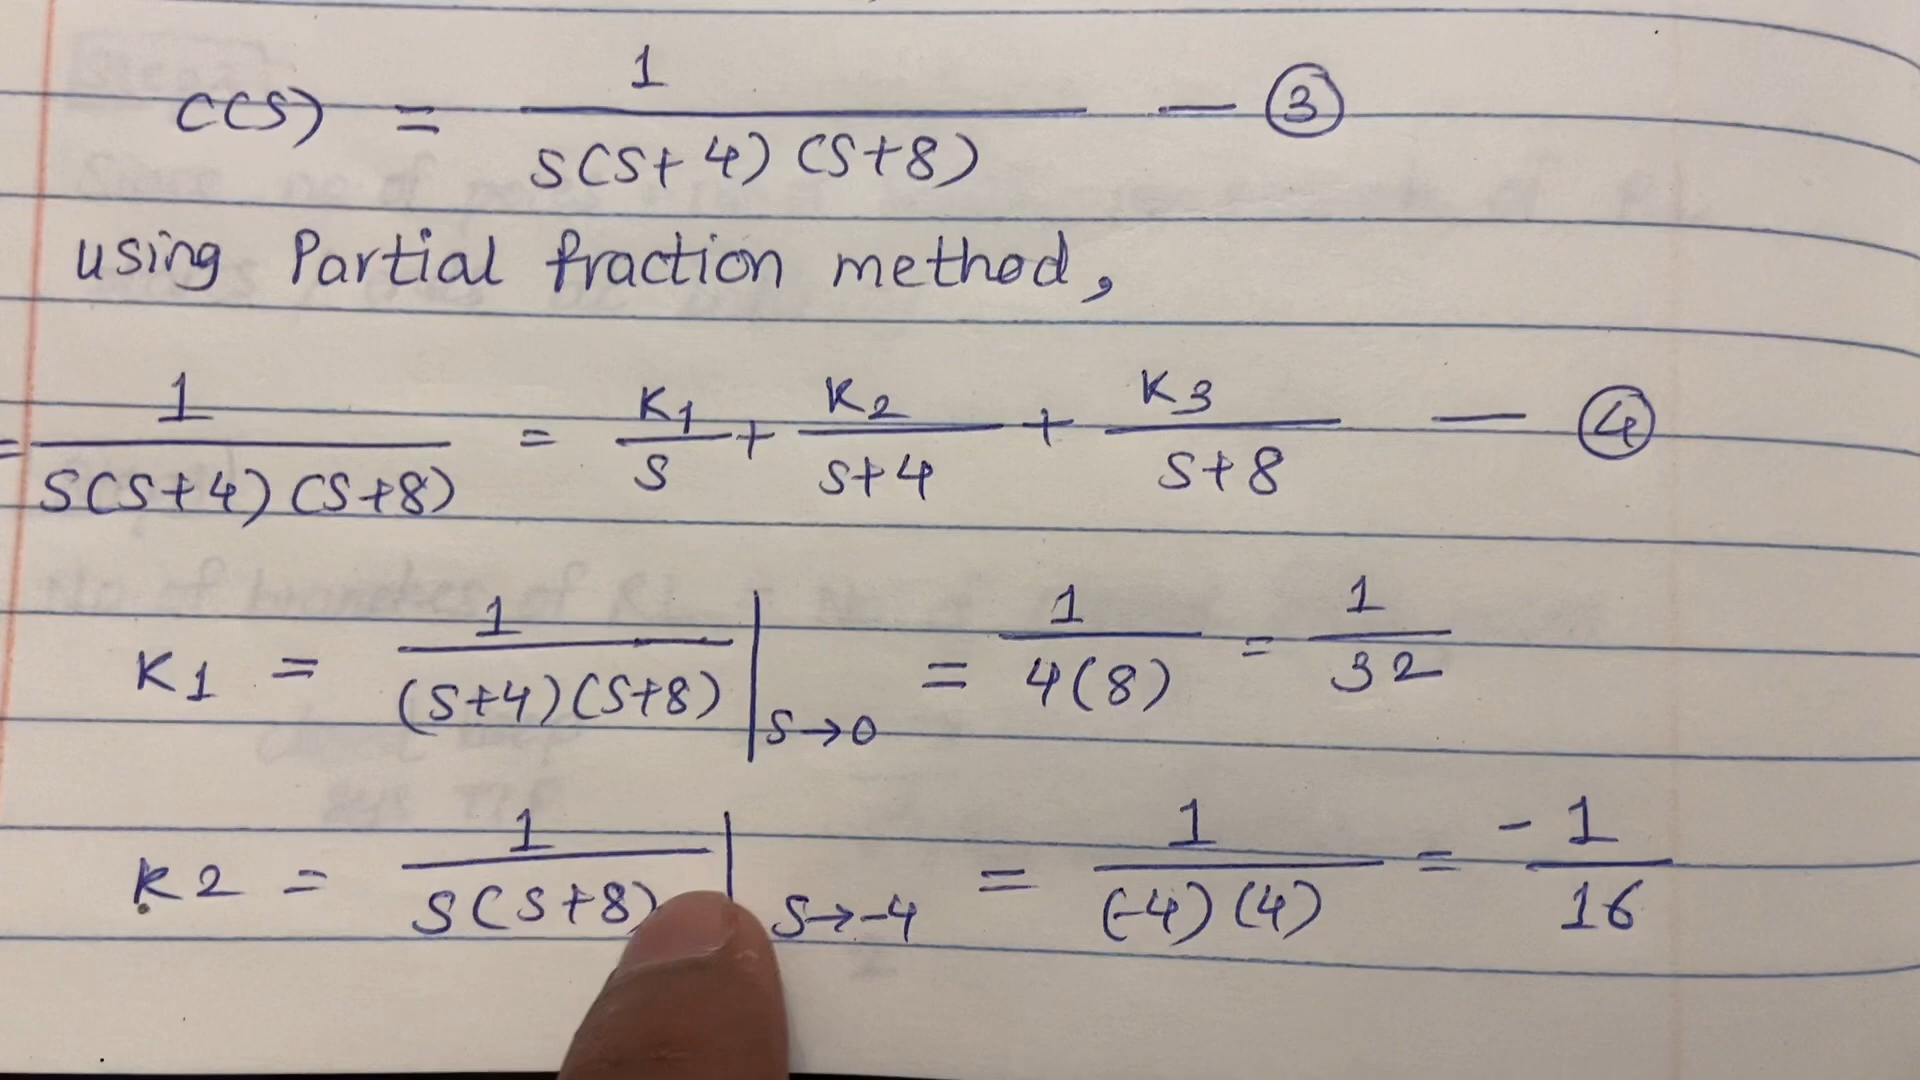 C(S) = 1 / S(S+4)(S+8) — ③
using Partial fraction method,
= 1 / S(S+4)(S+8) = K1 / S + K2 / S+4 + K3 / S+8 — ④
K1 = 1 / (S+4)(S+8) | S→0 = 1 / 4(8) = 1 / 32
K2 = 1 / S(S+8) | S→-4 = 1 / (-4)(4) = -1 / 16